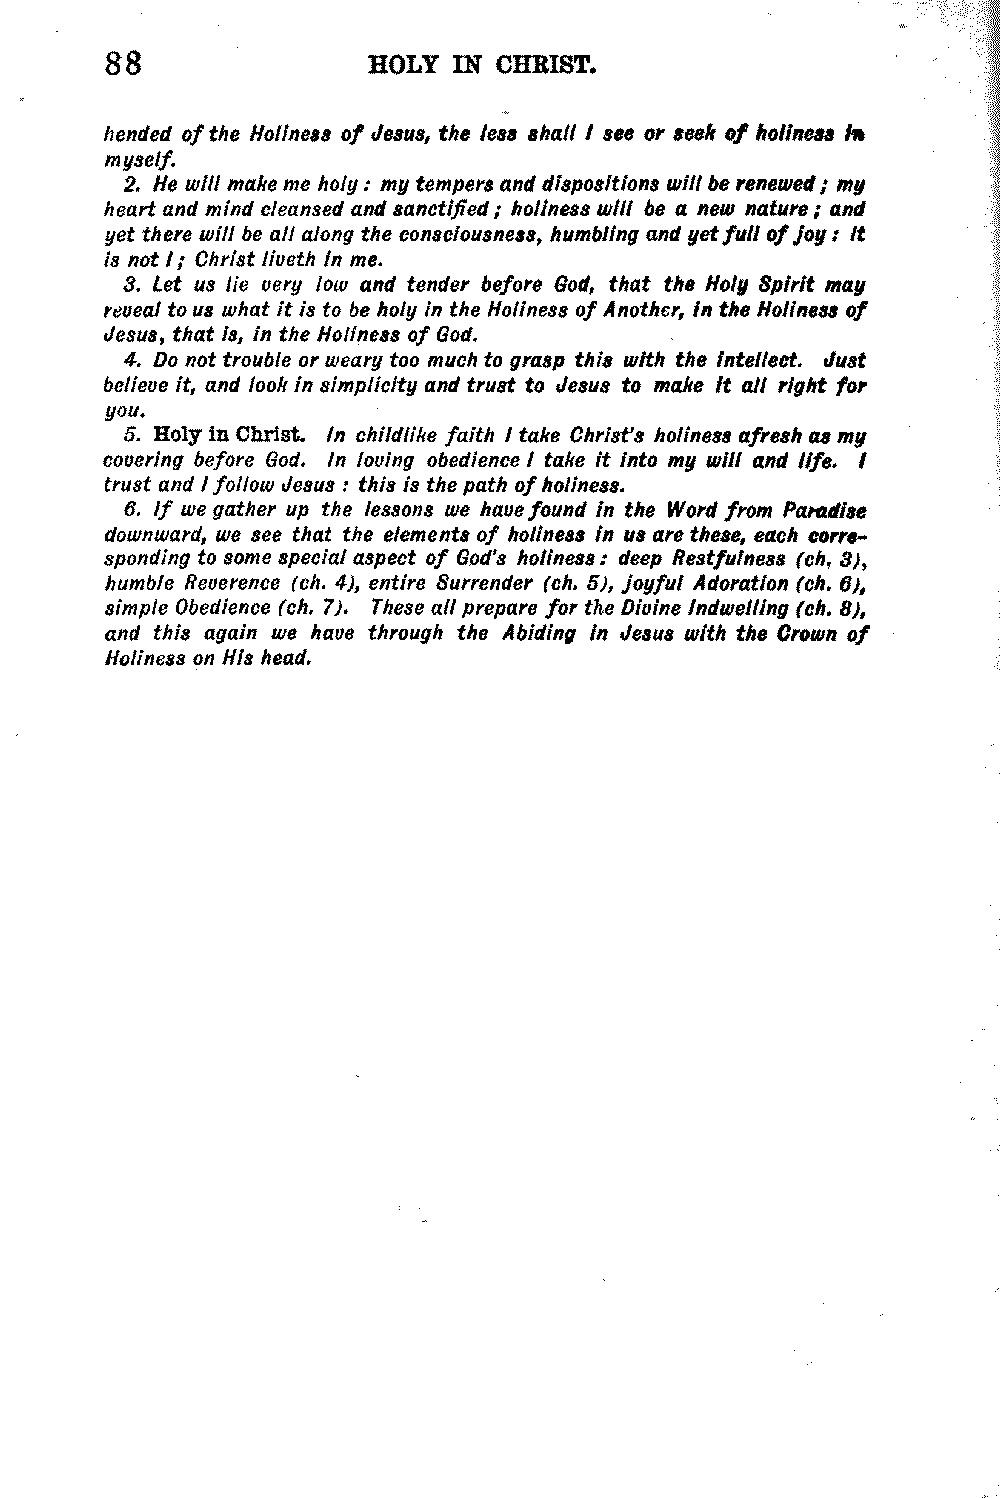 88 HOLY IN CHRIST.
hended of the Holiness of Jesus, the less shall I see or seek of holiness in
myself.
2. He will make me holy : my tempers and dispositions will be renewed ; my
heart and mind cleansed and sanctified ; holiness will be a new nature ; and
yet there will be all along the consciousness, humbling and yet full of joy : It
is not I ; Christ liveth in me.
3. Let us lie very low and tender before God, that the Holy Spirit may
reveal to us what it is to be holy in the Holiness of Another, in the Holiness of
Jesus, that is, in the Holiness of God.
4. Do not trouble or weary too much to grasp this with the intellect. Just
believe it, and look in simplicity and trust to Jesus to make it all right for
you.
5. Holy in Christ. In childlike faith I take Christ's holiness afresh as my
covering before God. In loving obedience I take it into my will and life. I
trust and I follow Jesus : this is the path of holiness.
6. If we gather up the lessons we have found in the Word from Paradise
downward, we see that the elements of holiness in us are these, each corre-
sponding to some special aspect of God's holiness : deep Restfulness (ch. 3),
humble Reverence (ch. 4), entire Surrender (ch. 5), joyful Adoration (ch. 6),
simple Obedience (ch. 7). These all prepare for the Divine Indwelling (ch. 8),
and this again we have through the Abiding in Jesus with the Crown of
Holiness on His head.